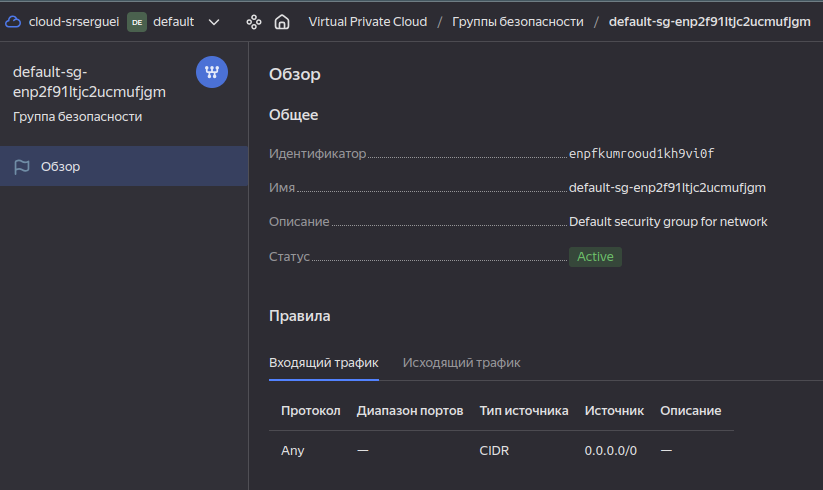 cloud-srserguei DE default Virtual Private Cloud / Группы безопасности / default-sg-enp2f91ltjc2ucmufjgm
default-sg-
enp2f91ltjc2ucmufjgm
Группа безопасности
Обзор
Обзор
Общее
Идентификатор enpfkumrooud1kh9vi0f
Имя default-sg-enp2f91ltjc2ucmufjgm
Описание Default security group for network
Статус Active
Правила
Входящий трафик Исходящий трафик
Протокол Диапазон портов Тип источника Источник Описание
Any — CIDR 0.0.0.0/0 —